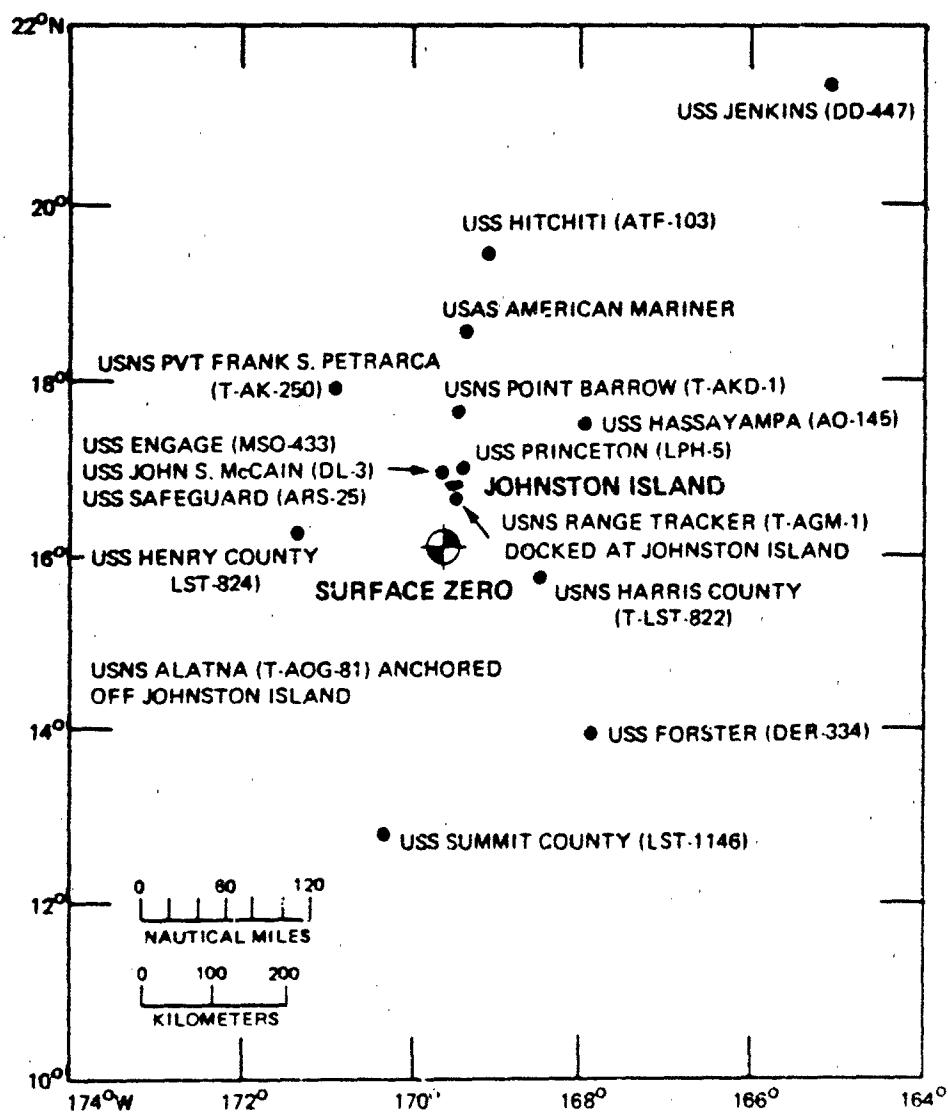 22°N
USS JENKINS (DD-447)
20°
USS HITCHITI (ATF-103)
USAS AMERICAN MARINER
USNS PVT FRANK S. PETRARCA
(T-AK-250)
18°
USNS POINT BARROW (T-AKD-1)
USS HASSAYAMPA (AO-145)
USS ENGAGE (MSO-433)
USS JOHN S. McCAIN (DL-3)
USS SAFEGUARD (ARS-25)
USS PRINCETON (LPH-5)
JOHNSTON ISLAND
USNS RANGE TRACKER (T-AGM-1)
DOCKED AT JOHNSTON ISLAND
16°
USS HENRY COUNTY
LST-824)
SURFACE ZERO
USNS HARRIS COUNTY
(T-LST-822)
USNS ALATNA (T-AOG-81) ANCHORED
OFF JOHNSTON ISLAND
14°
USS FORSTER (DER-334)
USS SUMMIT COUNTY (LST-1146)
12°
0 60 120
NAUTICAL MILES
0 100 200
KILOMETERS
10°
174°W 172° 170° 168° 166° 164°